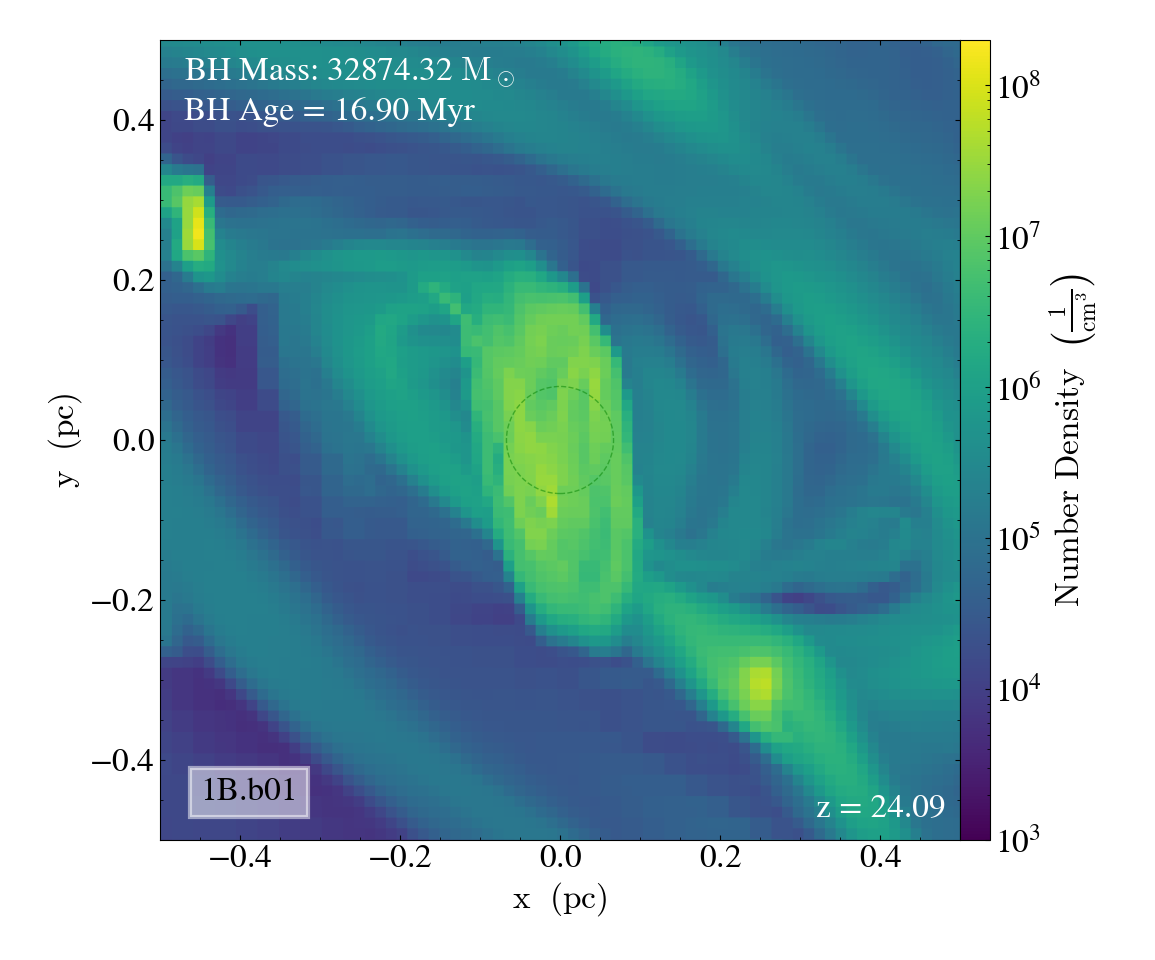 BH Mass: 32874.32 M⊙
BH Age = 16.90 Myr
0.4
0.2
0.0
−0.2
−0.4
y (pc)
1B.b01
z = 24.09
−0.4 −0.2 0.0 0.2 0.4
x (pc)
10⁸
10⁷
10⁶
10⁵
10⁴
10³
Number Density (1/cm³)